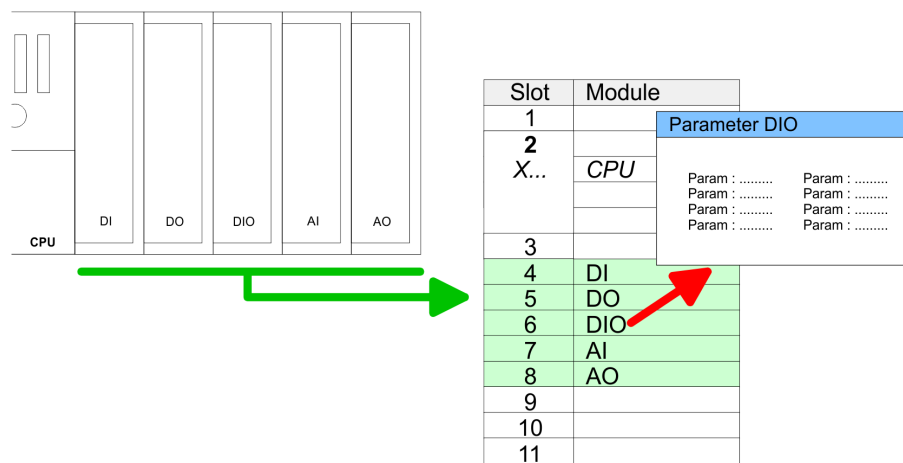 DI DO DIO AI AO
CPU
Slot Module
1
2
X... CPU
3
4 DI
5 DO
6 DIO
7 AI
8 AO
9
10
11
Parameter DIO
Param : ......... Param : .........
Param : ......... Param : .........
Param : ......... Param : .........
Param : ......... Param : .........